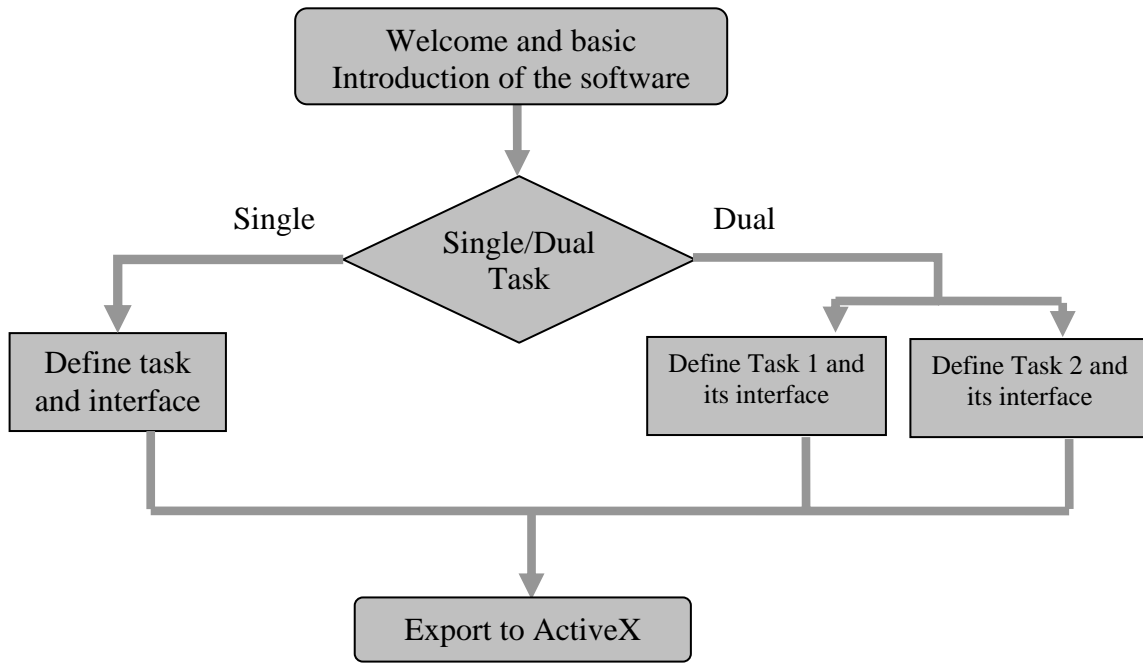 Welcome and basic
Introduction of the software
Single
Dual
Single/Dual
Task
Define task
and interface
Define Task 1 and
its interface
Define Task 2 and
its interface
Export to ActiveX